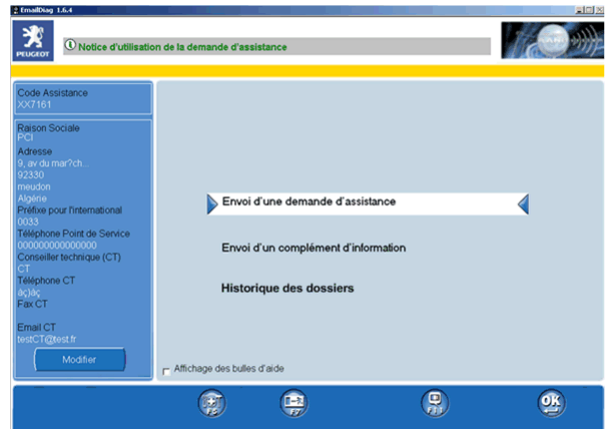 EmailDiag 1.6.4
PEUGEOT
Notice d'utilisation de la demande d'assistance
Code Assistance
XX7161
Raison Sociale
PCI
Adresse
9, av du mar?ch...
92330
meudon
Algérie
Préfixe pour l'international
0033
Téléphone Point de Service
000000000000000
Conseiller technique (CT)
CT
Téléphone CT
àç)àç
Fax CT
Email CT
testCT@test.fr
Modifier
Envoi d'une demande d'assistance
Envoi d'un complément d'information
Historique des dossiers
Affichage des bulles d'aide
F11
OK